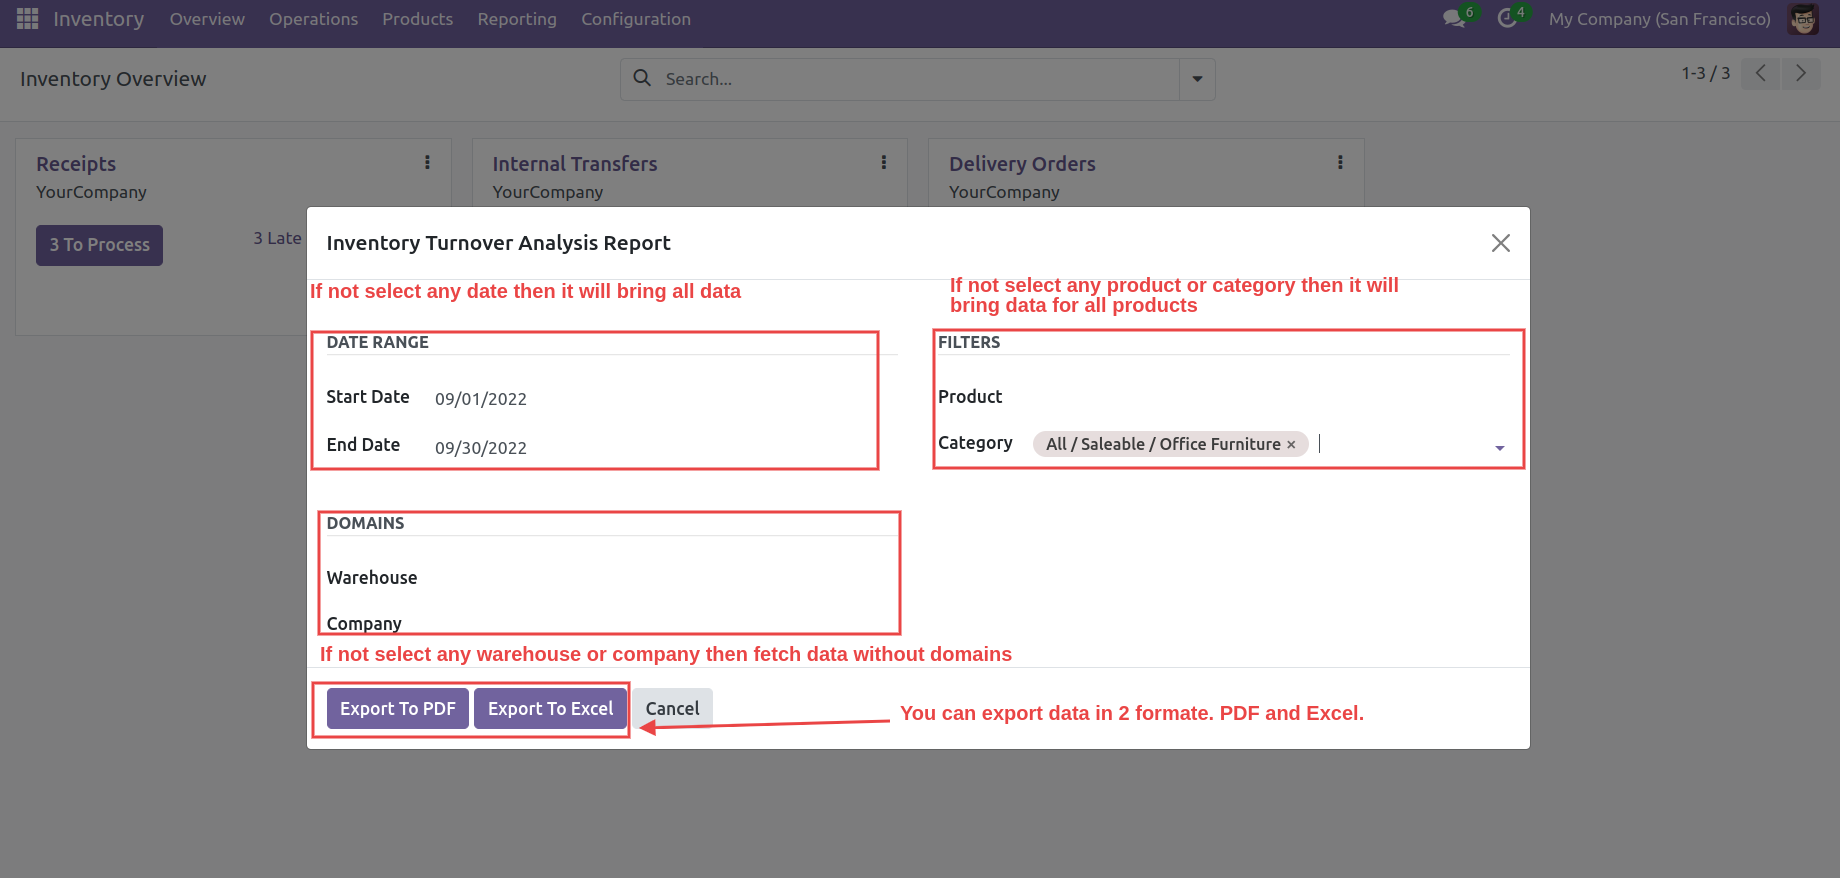 Inventory Overview Operations Products Reporting Configuration 6 4 My Company (San Francisco)
Inventory Overview Search... 1-3 / 3
Receipts Internal Transfers Delivery Orders
YourCompany YourCompany YourCompany
3 To Process 3 Late
Inventory Turnover Analysis Report
If not select any date then it will bring all data
If not select any product or category then it will
bring data for all products
DATE RANGE FILTERS
Start Date 09/01/2022 Product
End Date 09/30/2022 Category All / Saleable / Office Furniture ×
DOMAINS
Warehouse
Company
If not select any warehouse or company then fetch data without domains
Export To PDF Export To Excel Cancel You can export data in 2 formate. PDF and Excel.